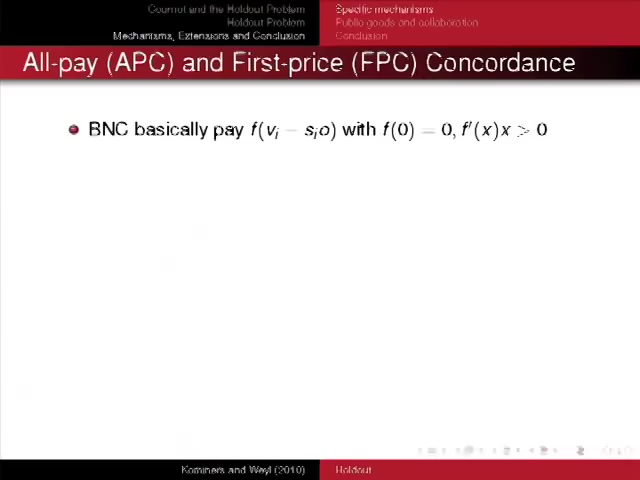 Cournot and the Holdout Problem
Holdout Problem
Mechanisms, Extensions and Conclusion
Specific mechanisms
Public goods and collaboration
Conclusion
All-pay (APC) and First-price (FPC) Concordance
BNC basically pay f(vᵢ − sᵢo) with f(0) = 0, f′(x)x > 0
Kominers and Weyl (2010)
Holdout